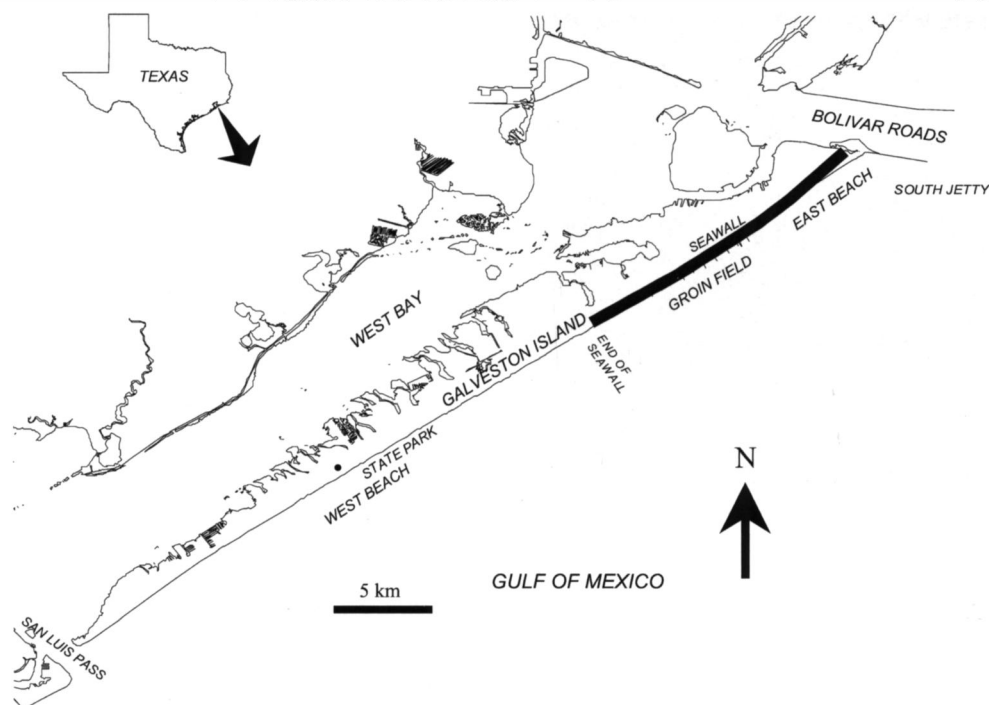 TEXAS
BOLIVAR ROADS
SOUTH JETTY
EAST BEACH
SEAWALL
GROIN FIELD
WEST BAY
GALVESTON ISLAND
END OF
SEAWALL
STATE PARK
WEST BEACH
N
GULF OF MEXICO
5 km
SAN LUIS PASS